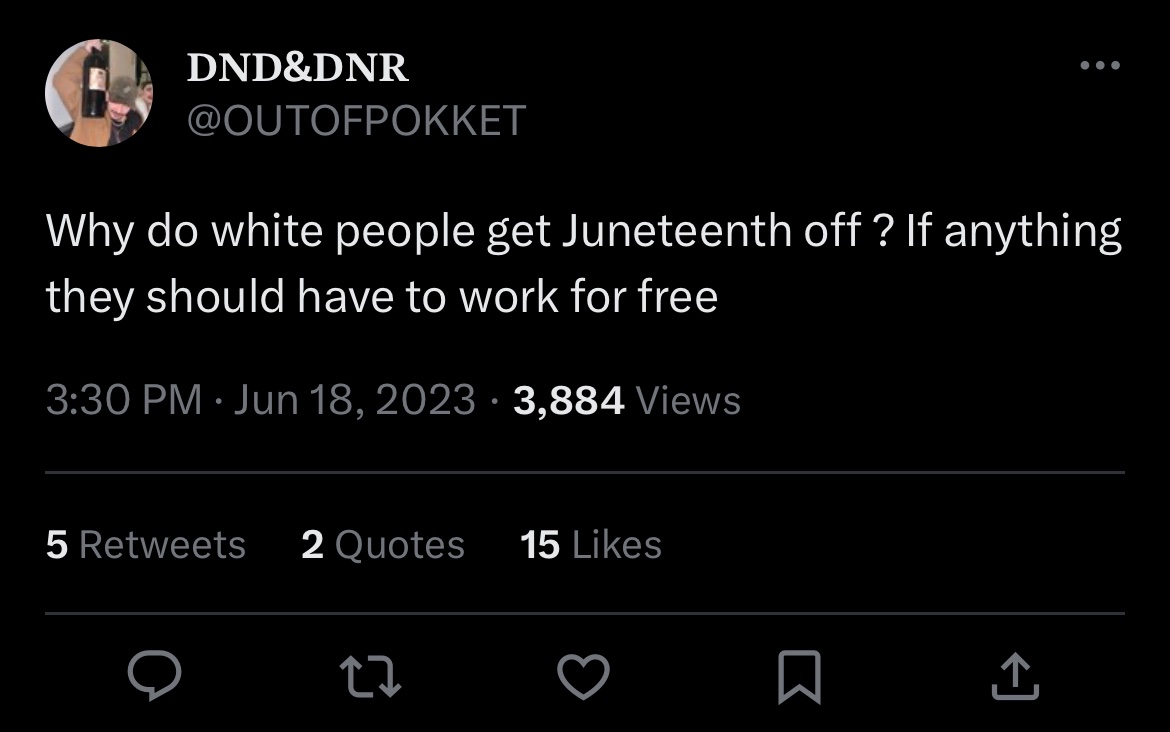 DND&DNR
@OUTOFPOKKET
Why do white people get Juneteenth off ? If anything
they should have to work for free
3:30 PM · Jun 18, 2023 · 3,884 Views
5 Retweets 2 Quotes 15 Likes